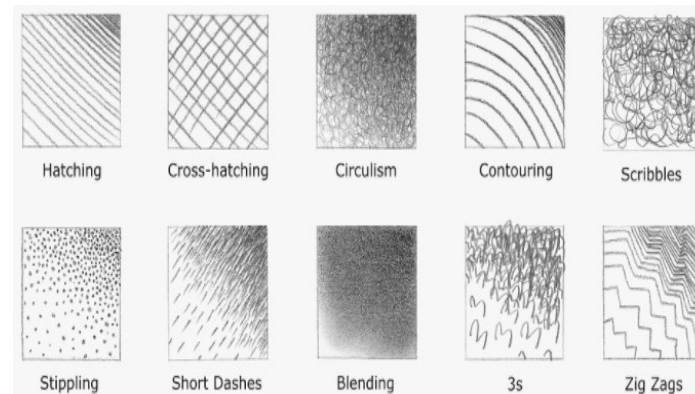 Hatching
Cross-hatching
Circulism
Contouring
Scribbles
Stippling
Short Dashes
Blending
3s
Zig Zags